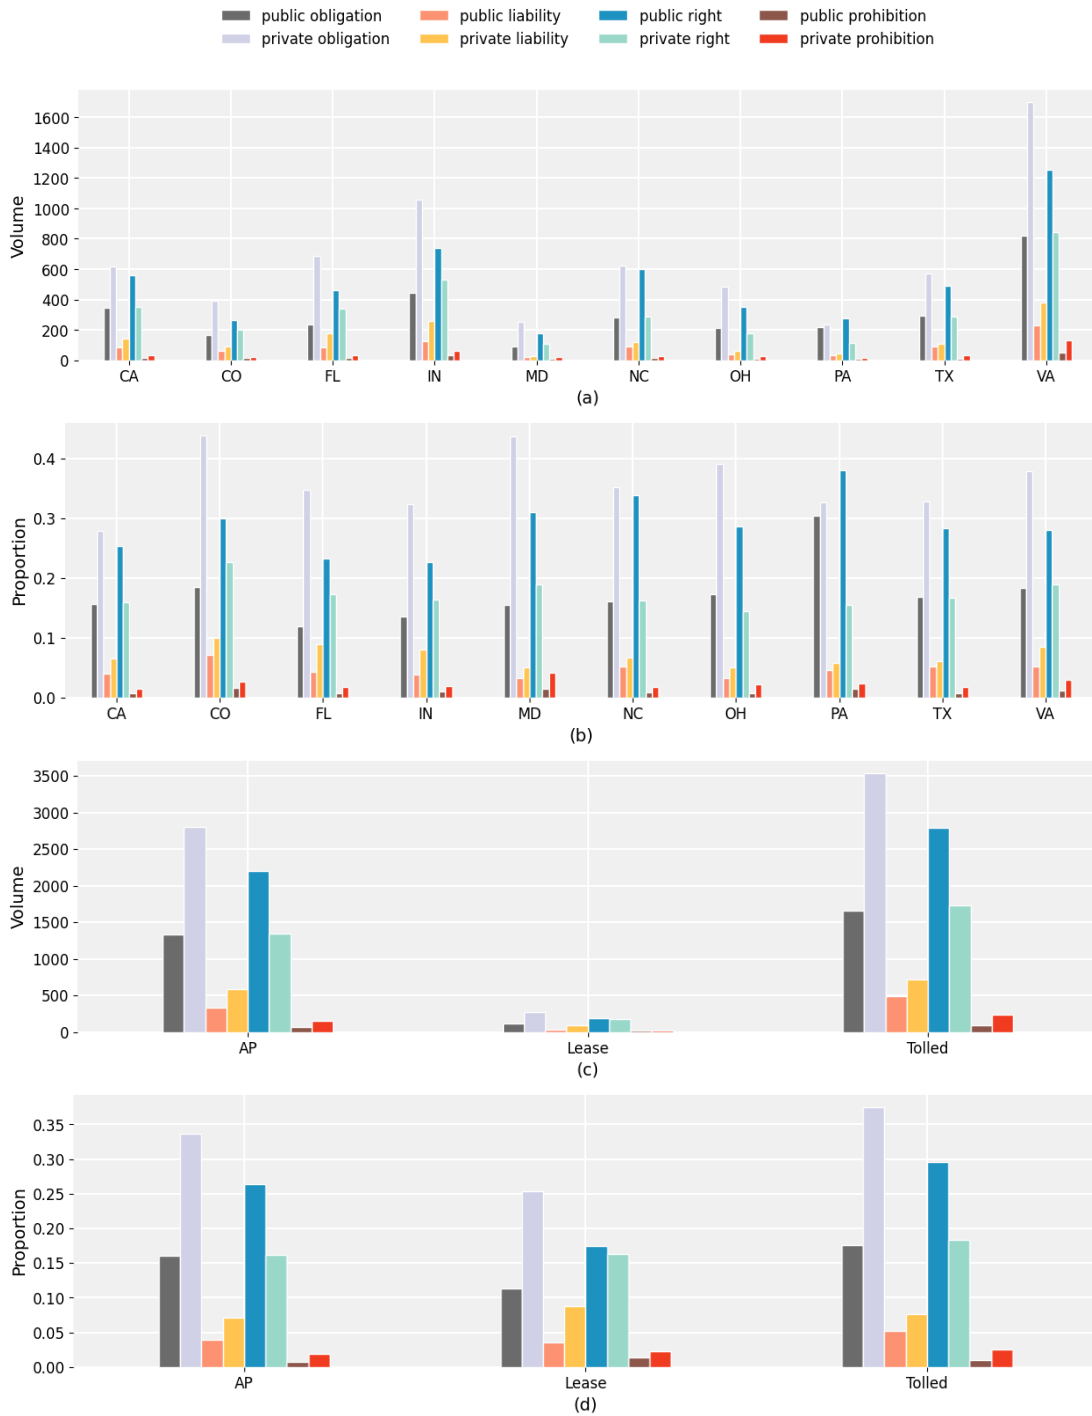 public obligation public liability public right public prohibition
private obligation private liability private right private prohibition
1600
1400
1200
1000
800
600
400
200
0
Volume
CA CO FL IN MD NC OH PA TX VA
(a)
0.4
0.3
0.2
0.1
0.0
Proportion
CA CO FL IN MD NC OH PA TX VA
(b)
3500
3000
2500
2000
1500
1000
500
0
Volume
AP Lease Tolled
(c)
0.35
0.30
0.25
0.20
0.15
0.10
0.05
0.00
Proportion
AP Lease Tolled
(d)